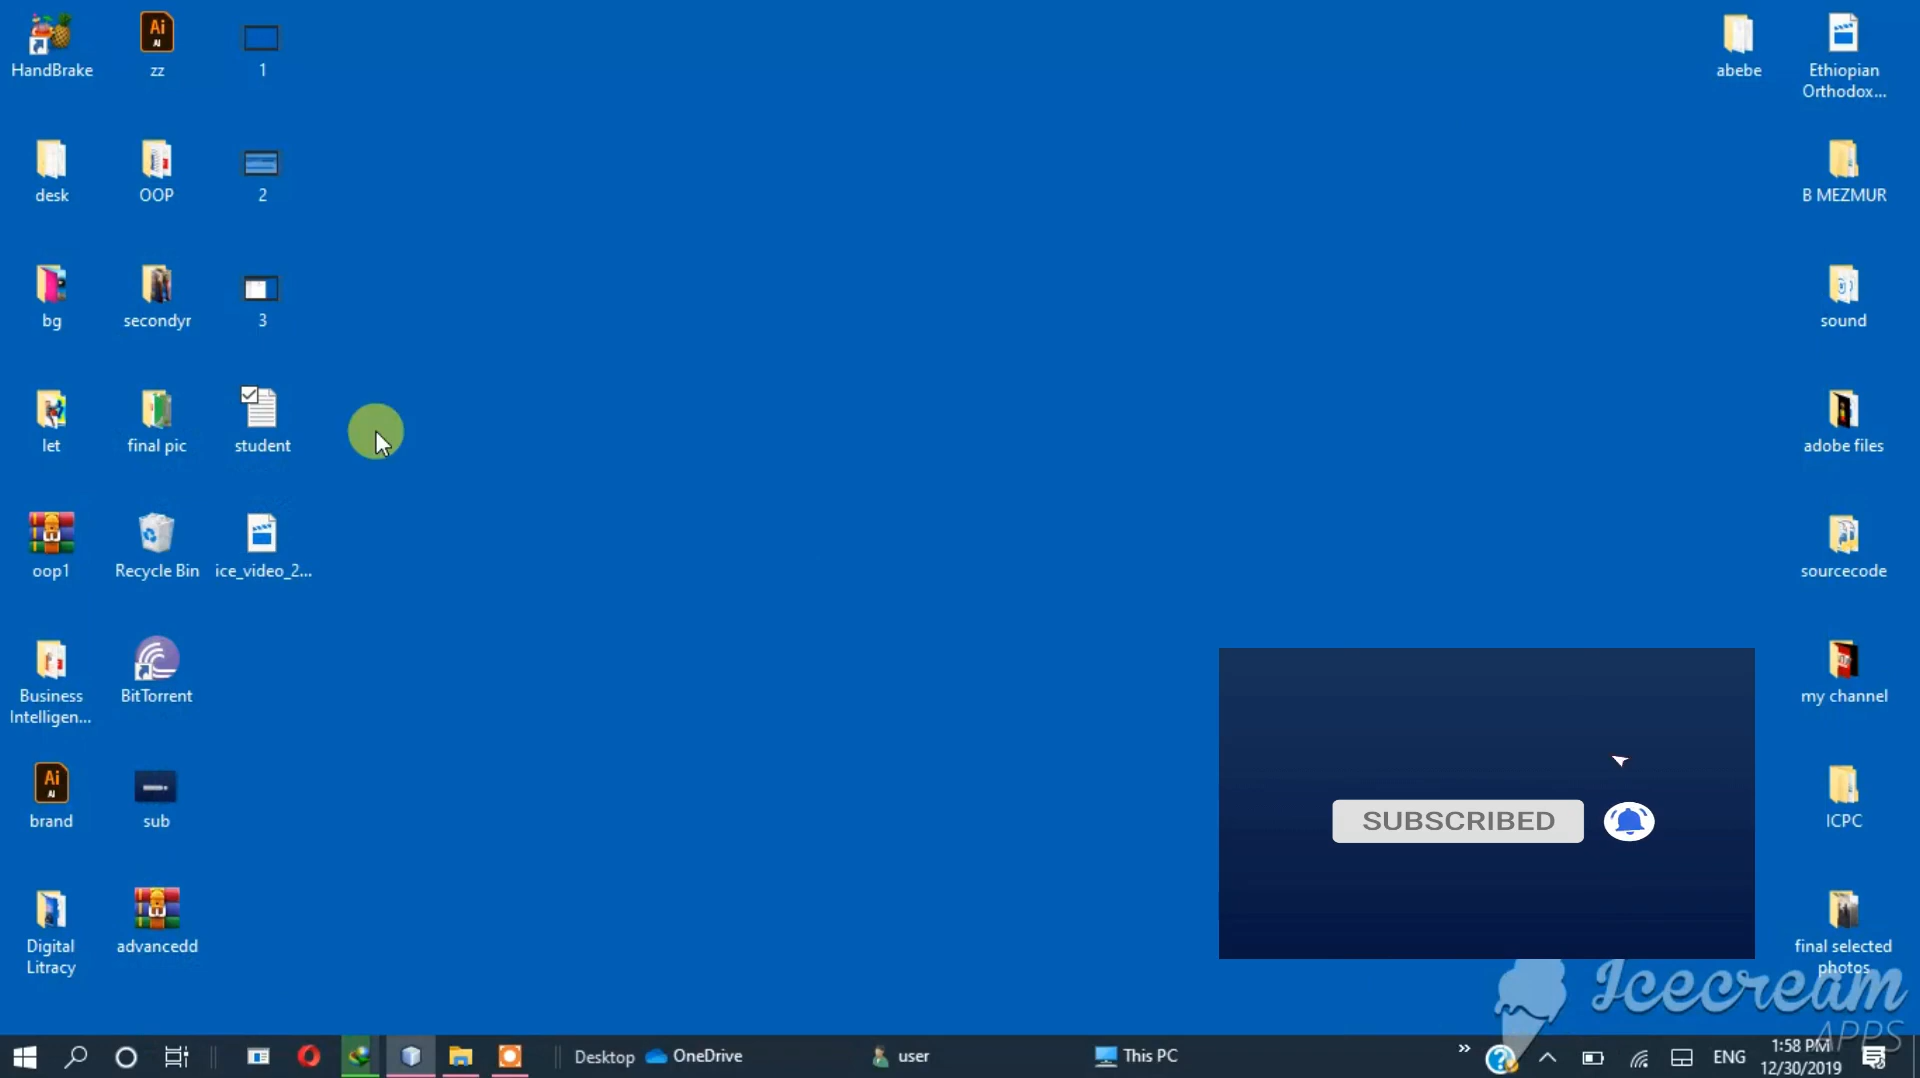 HandBrake
zz
1
abebe
Ethiopian
Orthodox...
desk
OOP
2
B MEZMUR
bg
secondyr
3
sound
let
final pic
student
adobe files
oop1
Recycle Bin
ice_video_2...
sourcecode
Business
Intelligen...
BitTorrent
my channel
brand
sub
SUBSCRIBED
ICPC
Digital
Litracy
advancedd
final selected
photos
Icecream
APPS
Desktop
OneDrive
user
This PC
ENG
1:58 PM
12/30/2019